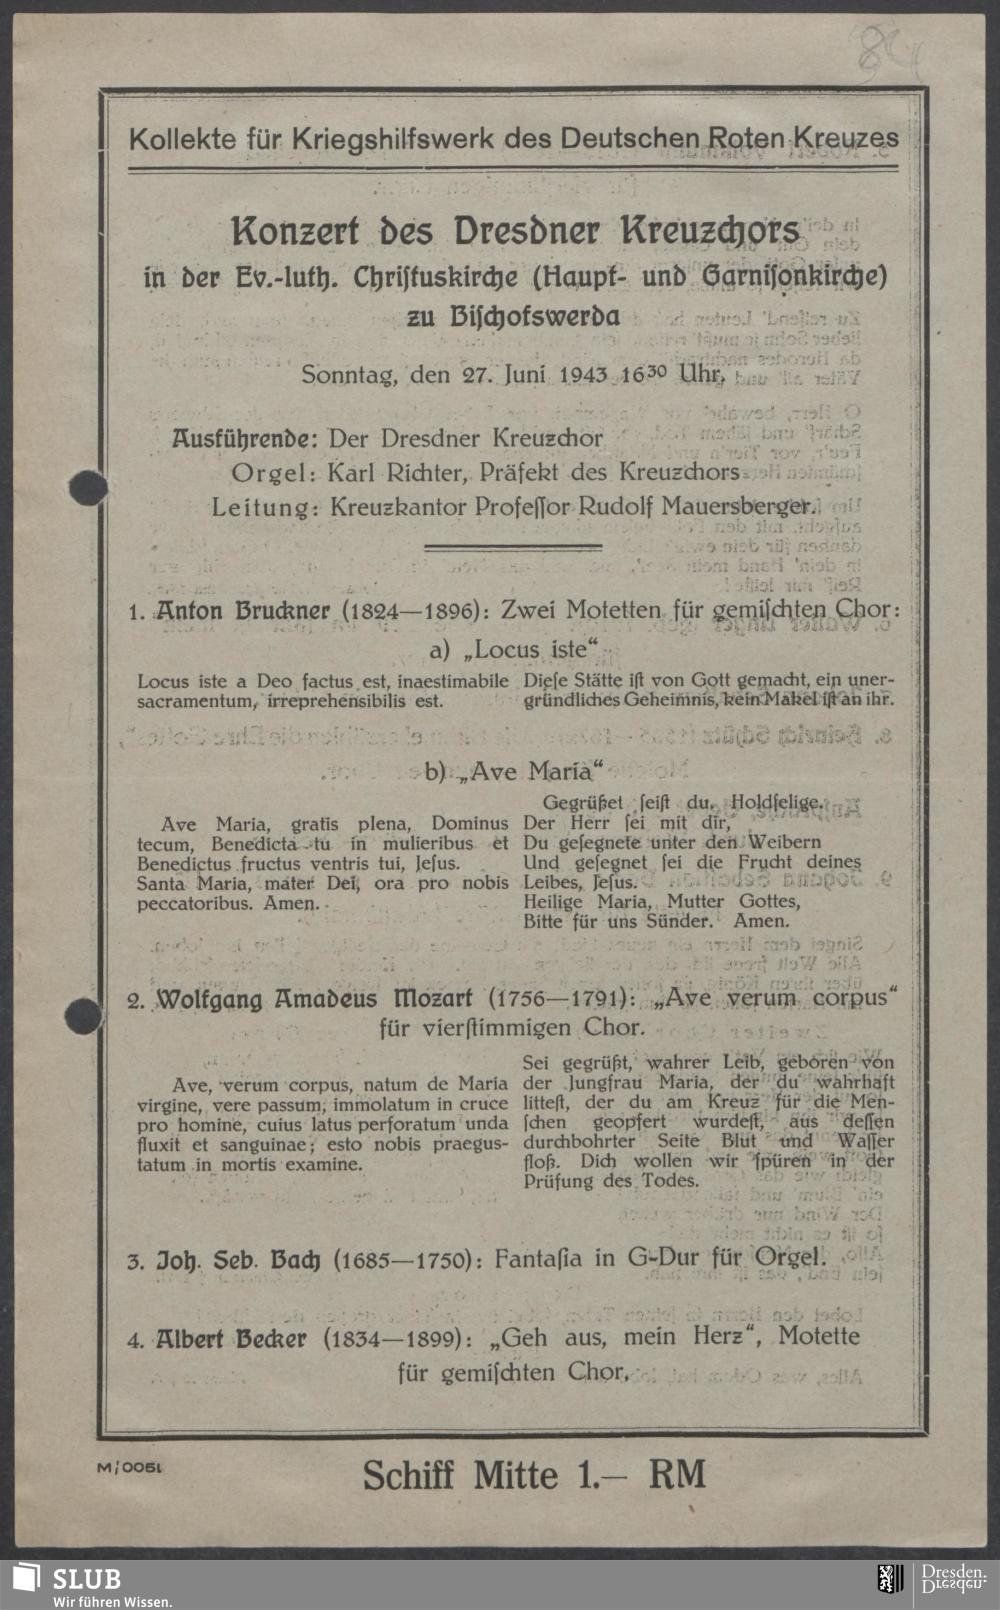 84
Kollekte für Kriegshilfswerk des Deutschen Roten Kreuzes
Konzert des Dresdner Kreuzchors
in der Ev.-luth. Chriſtuskirche (Haupt- und Garniſonkirche)
zu Biſchofswerda
Sonntag, den 27. Juni 1943 16³⁰ Uhr.
Ausführende: Der Dresdner Kreuzchor
Orgel: Karl Richter, Präfekt des Kreuzchors
Leitung: Kreuzkantor Profeſſor Rudolf Mauersberger.
1. Anton Bruckner (1824—1896): Zwei Motetten für gemiſchten Chor:
a) „Locus iste“
Locus iste a Deo factus est, inaestimabile
sacramentum, irreprehensibilis est.
Dieſe Stätte iſt von Gott gemacht, ein uner-
gründliches Geheimnis, kein Makel iſt an ihr.
b) „Ave Maria“
Ave Maria, gratis plena, Dominus
tecum, Benedicta tu in mulieribus et
Benedictus fructus ventris tui, Jeſus.
Santa Maria, mater Dei, ora pro nobis
peccatoribus. Amen.
Gegrüßet ſeiſt du, Holdſelige.
Der Herr ſei mit dir,
Du geſegnete unter den Weibern
Und geſegnet ſei die Frucht deines
Leibes, Jeſus.
Heilige Maria, Mutter Gottes,
Bitte für uns Sünder. Amen.
2. Wolfgang Amadeus Mozart (1756—1791): „Ave verum corpus“
für vierſtimmigen Chor.
Ave, verum corpus, natum de Maria
virgine, vere passum, immolatum in cruce
pro homine, cuius latus perforatum unda
fluxit et sanguinae; esto nobis praegus-
tatum in mortis examine.
Sei gegrüßt, wahrer Leib, geboren von
der Jungfrau Maria, der du wahrhaft
litteſt, der du am Kreuz für die Men-
ſchen geopfert wurdeſt, aus deſſen
durchbohrter Seite Blut und Waſſer
floß. Dich wollen wir ſpüren in der
Prüfung des Todes.
3. Joh. Seb. Bach (1685—1750): Fantaſia in G-Dur für Orgel.
4. Albert Becker (1834—1899): „Geh aus, mein Herz“, Motette
für gemiſchten Chor.
M/0051
Schiff Mitte 1.— RM
SLUB
Wir führen Wissen.
Dresden.
Dresden.